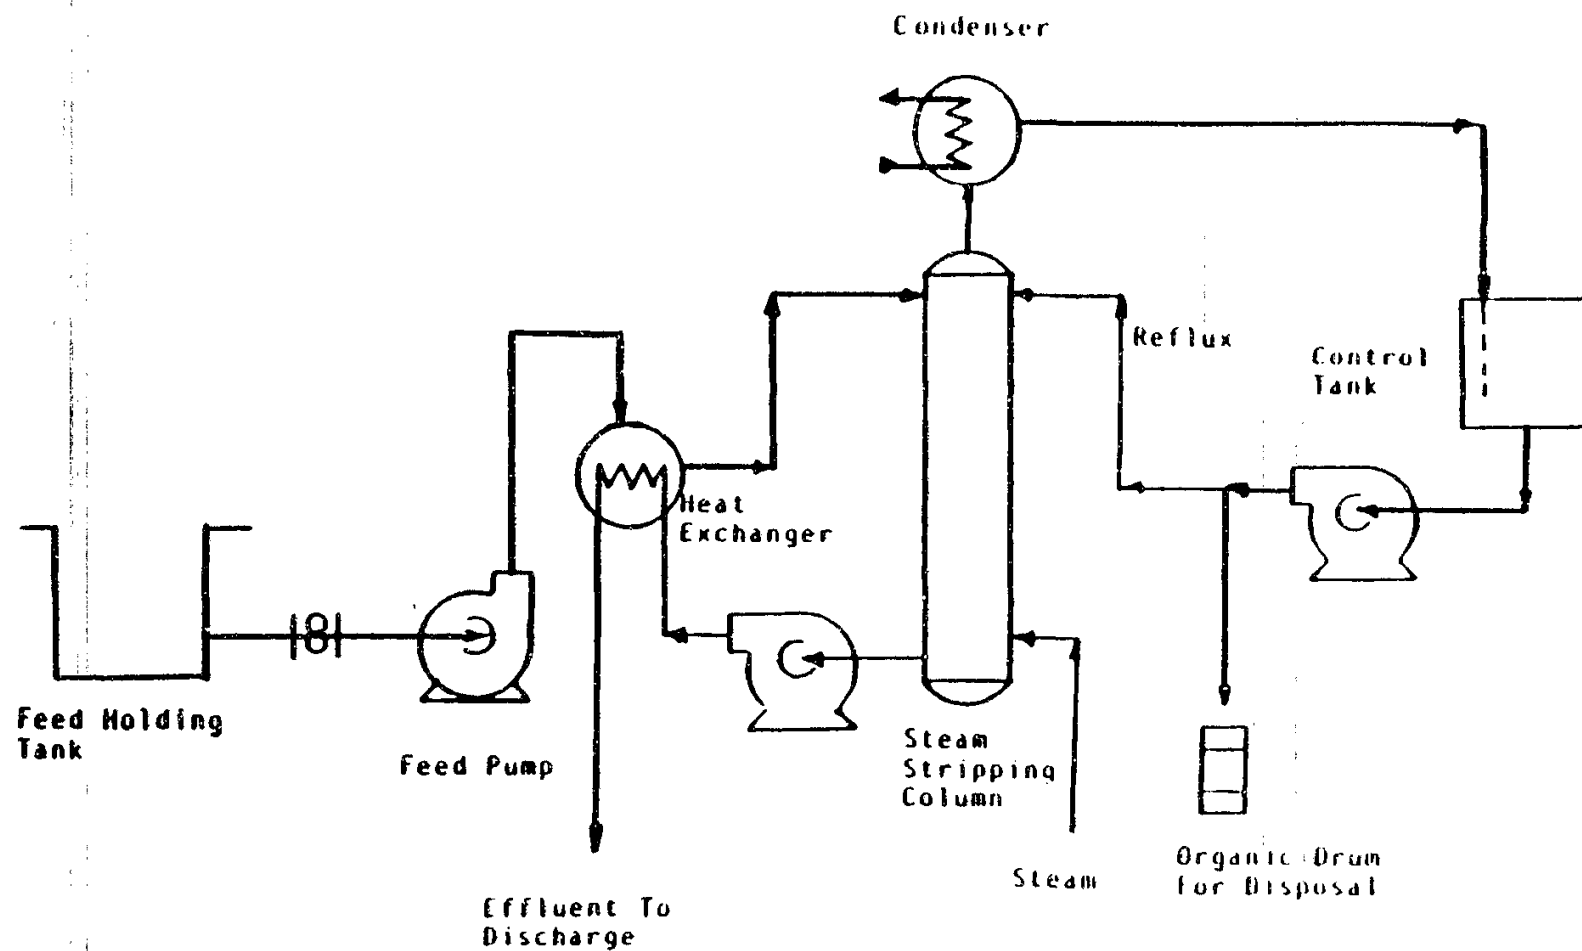 Condenser
Reflux
Control
Tank
Heat
Exchanger
Feed Holding
Tank
Feed Pump
Steam
Stripping
Column
Steam
Organic Drum
For Disposal
Effluent To
Discharge